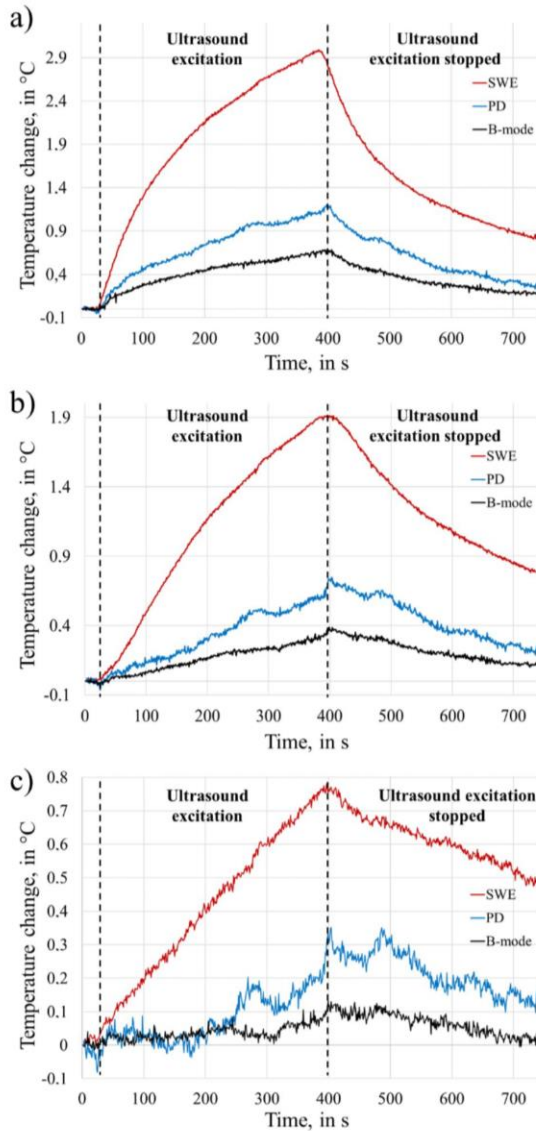 a)
Ultrasound
excitation
Ultrasound
excitation stopped
SWE
PD
B-mode
Temperature change, in °C
2.9
2.4
1.9
1.4
0.9
0.4
-0.1
0 100 200 300 400 500 600 700
Time, in s
b)
Ultrasound
excitation
Ultrasound
excitation stopped
SWE
PD
B-mode
Temperature change, in °C
1.9
1.4
0.9
0.4
-0.1
0 100 200 300 400 500 600 700
Time, in s
c)
Ultrasound
excitation
Ultrasound excitation
stopped
SWE
PD
B-mode
Temperature change, in °C
0.8
0.7
0.6
0.5
0.4
0.3
0.2
0.1
0
-0.1
0 100 200 300 400 500 600 700
Time, in s